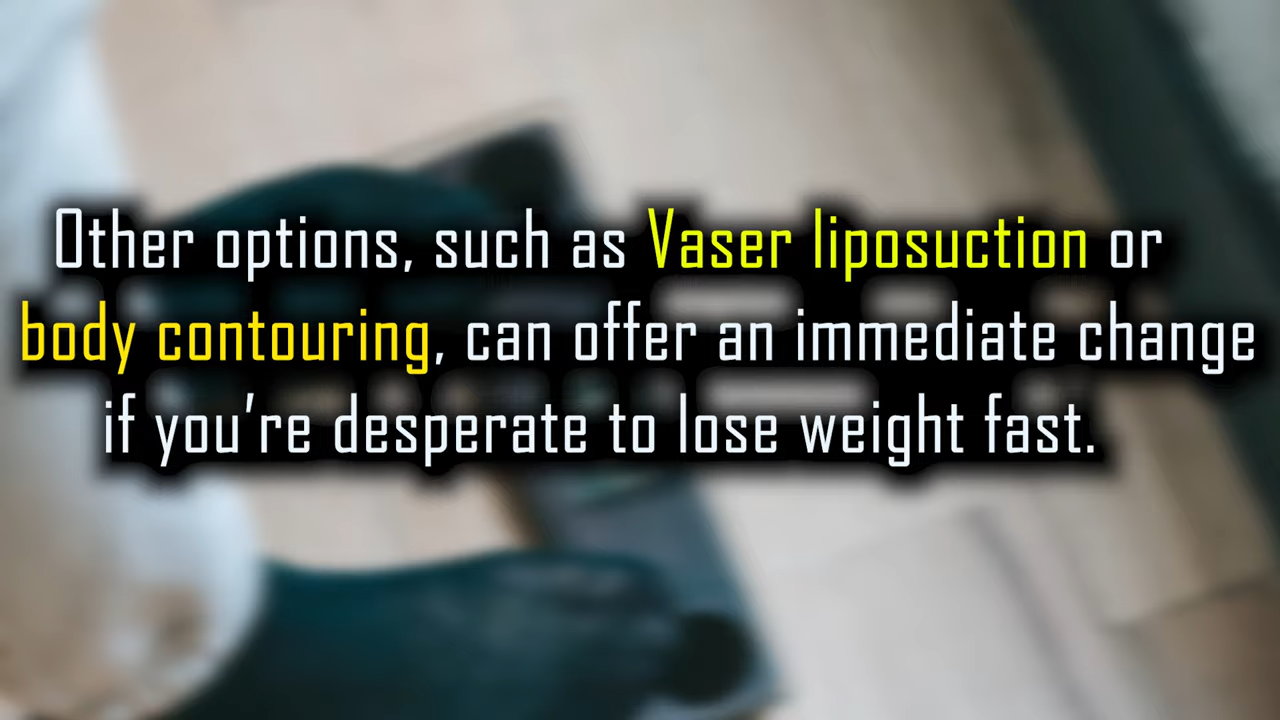 Other options, such as Vaser liposuction or
body contouring, can offer an immediate change
if you’re desperate to lose weight fast.